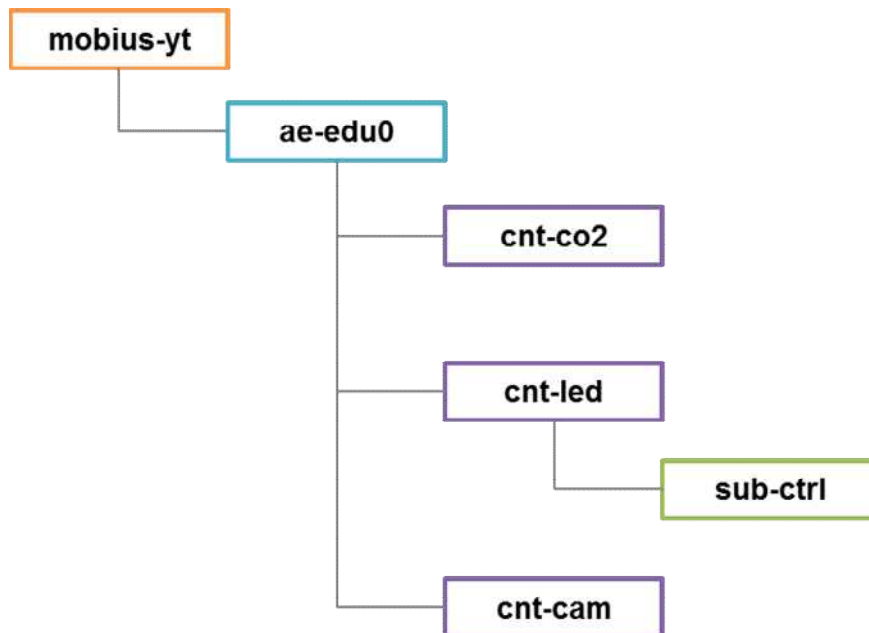 mobius-yt
ae-edu0
cnt-co2
cnt-led
sub-ctrl
cnt-cam